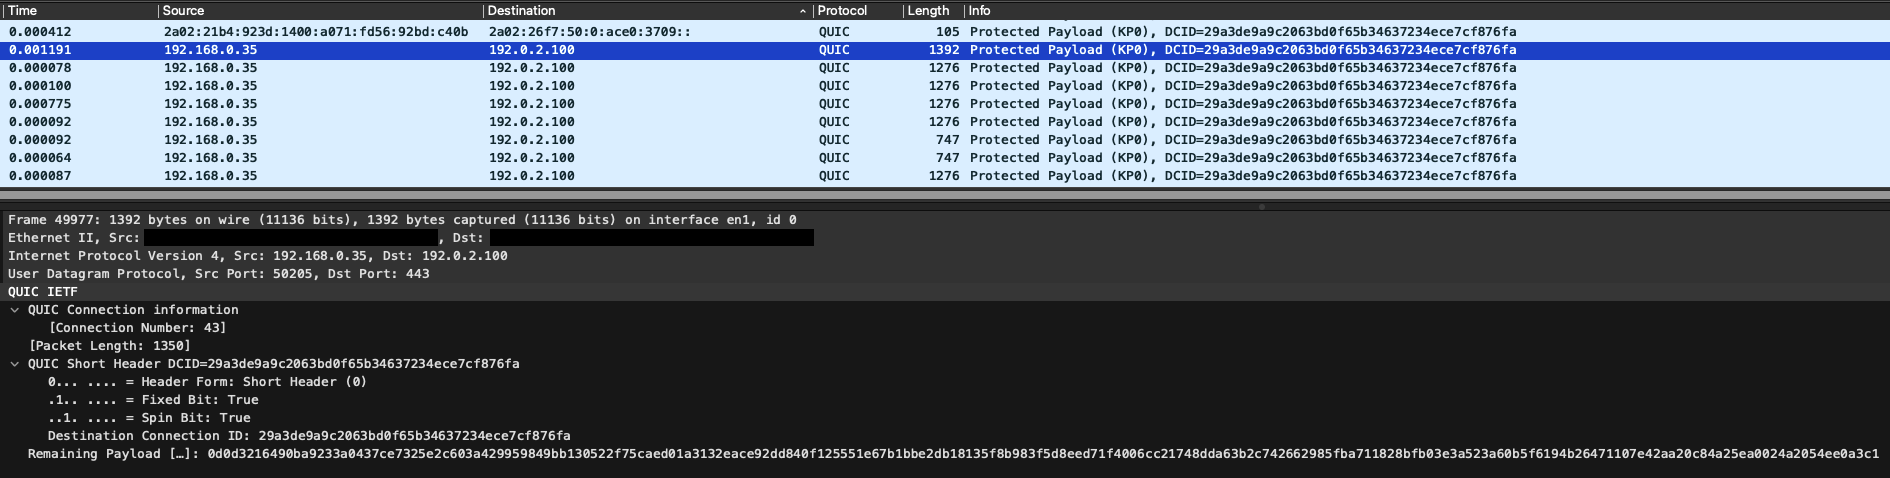 Time Source Destination Protocol Length Info
0.000412 2a02:21b4:923d:1400:a071:fd56:92bd:c40b 2a02:26f7:50:0:ace0:3709:: QUIC 105 Protected Payload (KP0), DCID=29a3de9a9c2063bd0f65b34637234ece7cf876fa
0.001191 192.168.0.35 192.0.2.100 QUIC 1392 Protected Payload (KP0), DCID=29a3de9a9c2063bd0f65b34637234ece7cf876fa
0.000078 192.168.0.35 192.0.2.100 QUIC 1276 Protected Payload (KP0), DCID=29a3de9a9c2063bd0f65b34637234ece7cf876fa
0.000100 192.168.0.35 192.0.2.100 QUIC 1276 Protected Payload (KP0), DCID=29a3de9a9c2063bd0f65b34637234ece7cf876fa
0.000775 192.168.0.35 192.0.2.100 QUIC 1276 Protected Payload (KP0), DCID=29a3de9a9c2063bd0f65b34637234ece7cf876fa
0.000092 192.168.0.35 192.0.2.100 QUIC 1276 Protected Payload (KP0), DCID=29a3de9a9c2063bd0f65b34637234ece7cf876fa
0.000092 192.168.0.35 192.0.2.100 QUIC 747 Protected Payload (KP0), DCID=29a3de9a9c2063bd0f65b34637234ece7cf876fa
0.000064 192.168.0.35 192.0.2.100 QUIC 747 Protected Payload (KP0), DCID=29a3de9a9c2063bd0f65b34637234ece7cf876fa
0.000087 192.168.0.35 192.0.2.100 QUIC 1276 Protected Payload (KP0), DCID=29a3de9a9c2063bd0f65b34637234ece7cf876fa
Frame 49977: 1392 bytes on wire (11136 bits), 1392 bytes captured (11136 bits) on interface en1, id 0
Ethernet II, Src: , Dst:
Internet Protocol Version 4, Src: 192.168.0.35, Dst: 192.0.2.100
User Datagram Protocol, Src Port: 50205, Dst Port: 443
QUIC IETF
QUIC Connection information
[Connection Number: 43]
[Packet Length: 1350]
QUIC Short Header DCID=29a3de9a9c2063bd0f65b34637234ece7cf876fa
0... .... = Header Form: Short Header (0)
.1.. .... = Fixed Bit: True
..1. .... = Spin Bit: True
Destination Connection ID: 29a3de9a9c2063bd0f65b34637234ece7cf876fa
Remaining Payload […]: 0d0d3216490ba9233a0437ce7325e2c603a429959849bb130522f75caed01a3132eace92dd840f125551e67b1bbe2db18135f8b983f5d8eed71f4006cc21748dda63b2c742662985fba711828bfb03e3a523a60b5f6194b26471107e42aa20c84a25ea0024a2054ee0a3c1